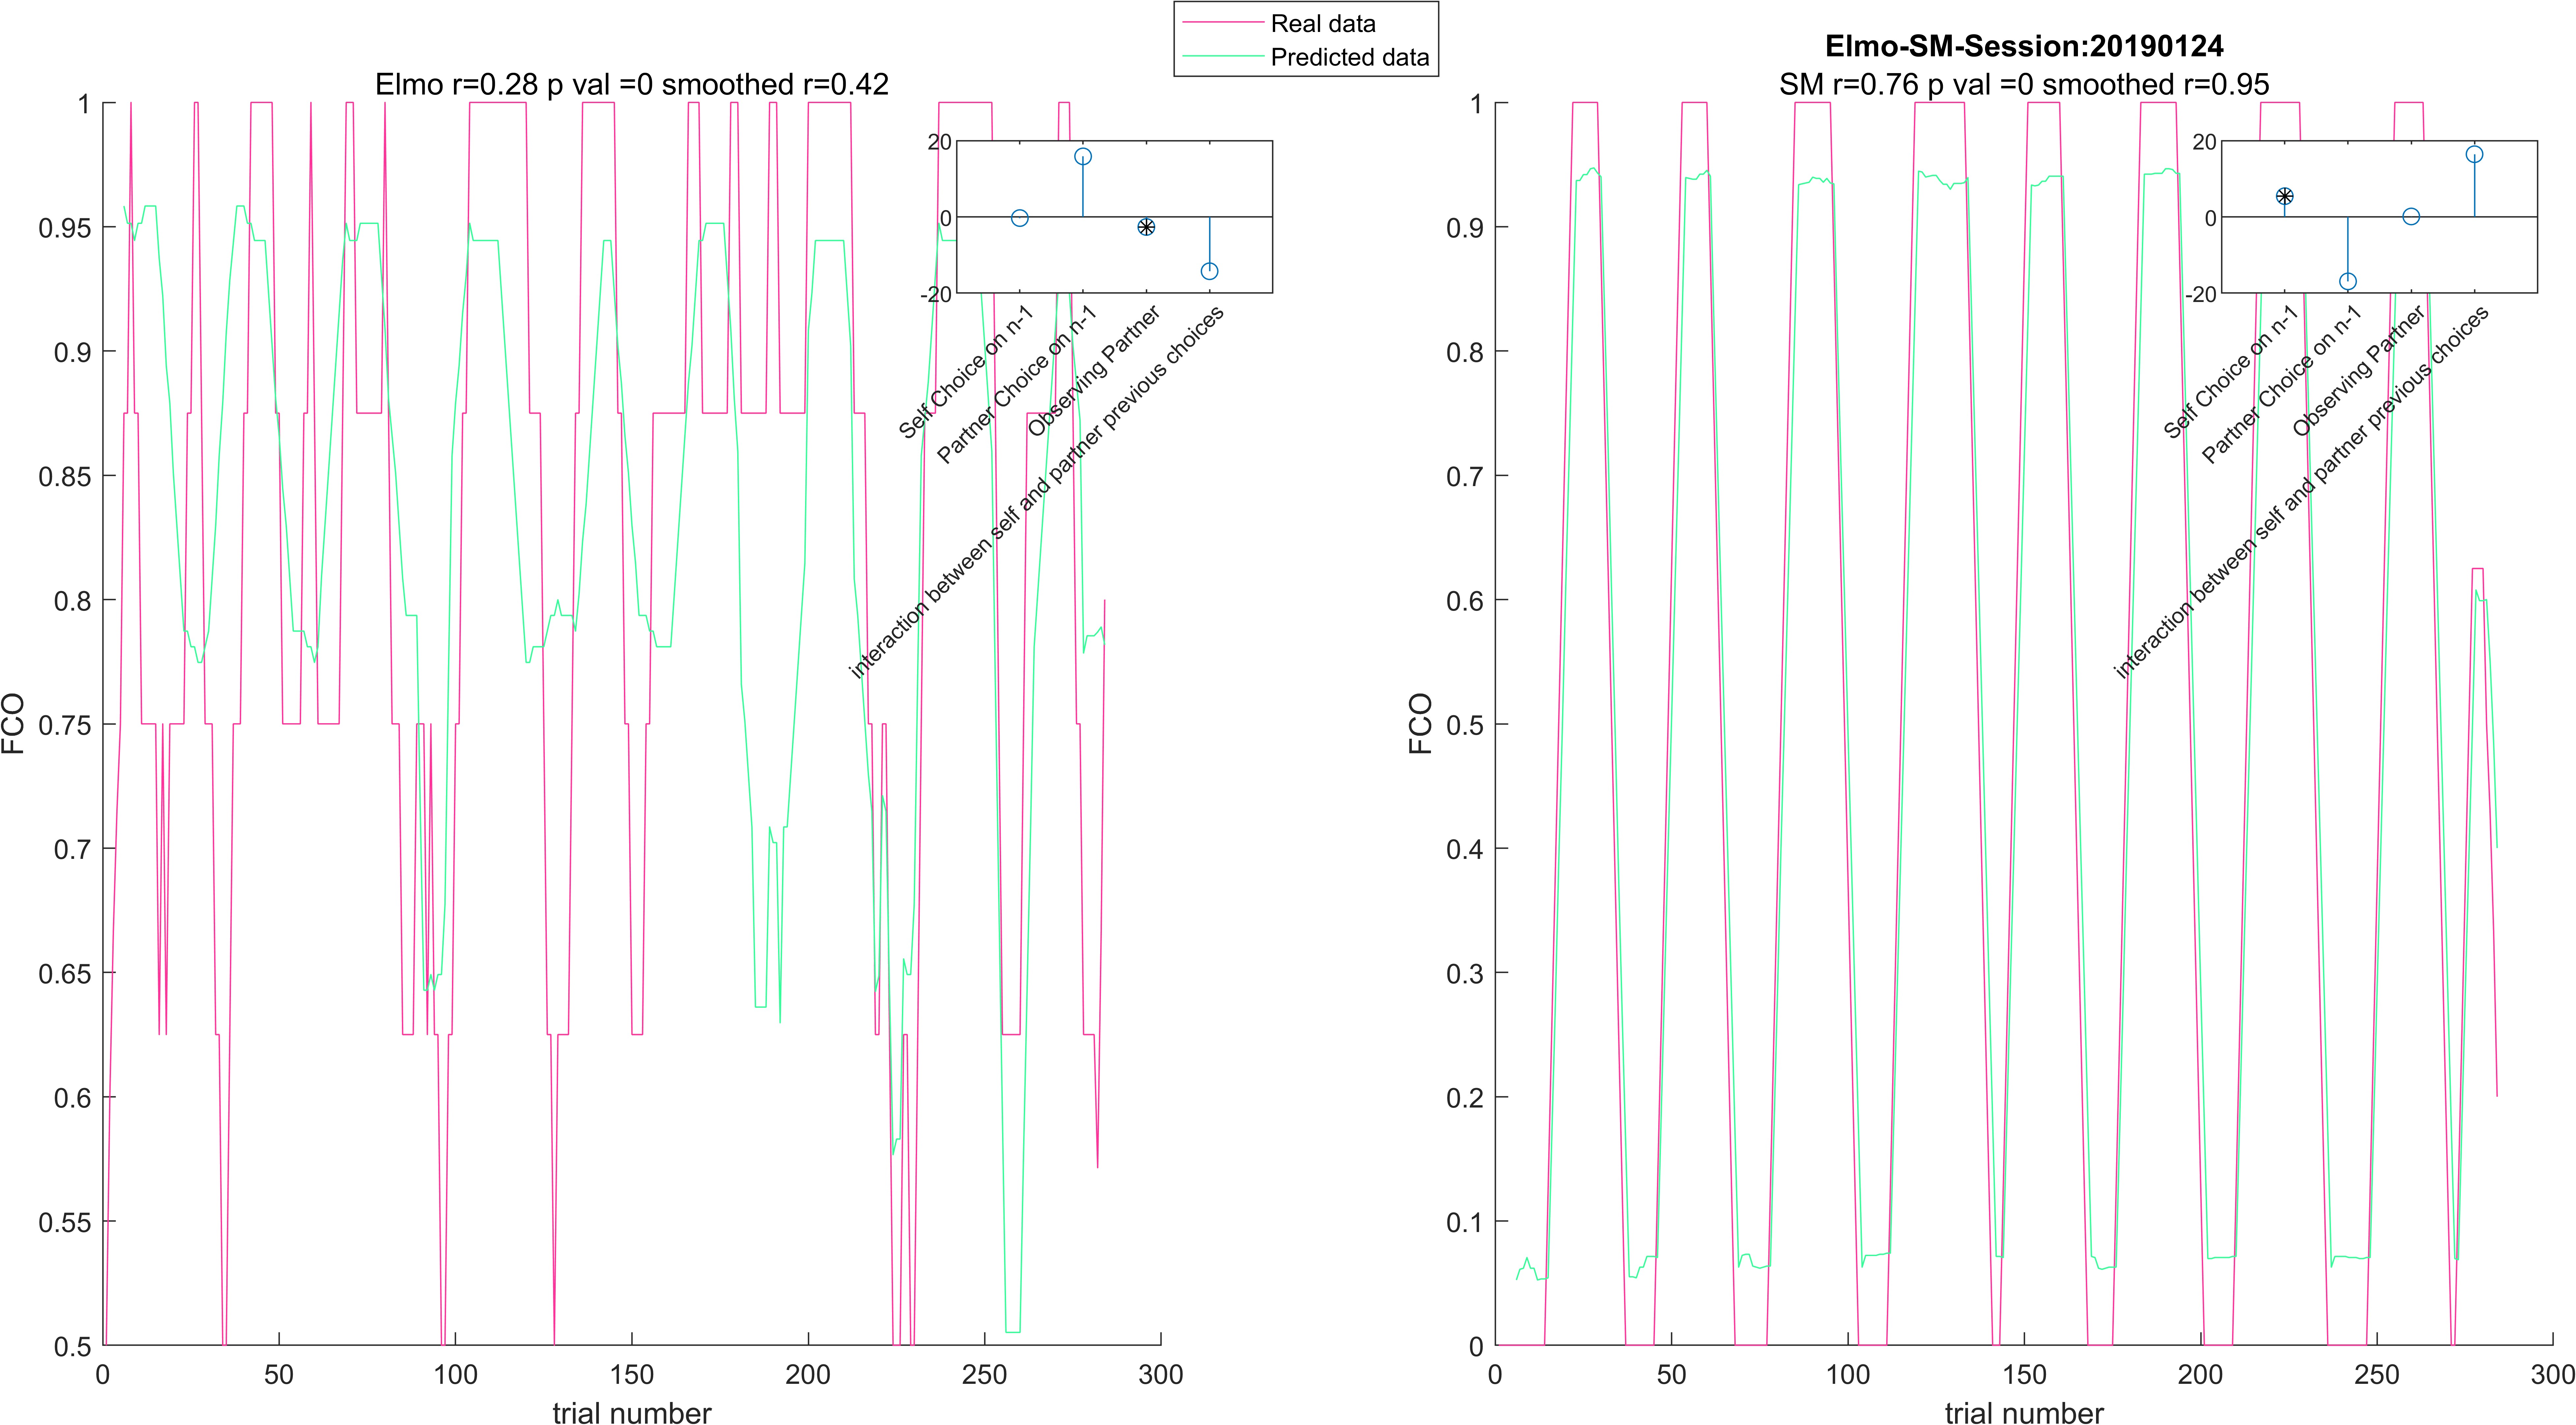 Real data
Predicted data
Elmo r=0.28 p val =0 smoothed r=0.42
FCO
1
0.95
0.9
0.85
0.8
0.75
0.7
0.65
0.6
0.55
0.5
0
50
100
150
200
250
300
trial number
20
0
-20
Self Choice on n-1
Partner Choice on n-1
Observing Partner
interaction between self and partner previous choices
Elmo-SM-Session:20190124
SM r=0.76 p val =0 smoothed r=0.95
FCO
1
0.9
0.8
0.7
0.6
0.5
0.4
0.3
0.2
0.1
0
0
50
100
150
200
250
300
trial number
20
0
-20
Self Choice on n-1
Partner Choice on n-1
Observing Partner
interaction between self and partner previous choices